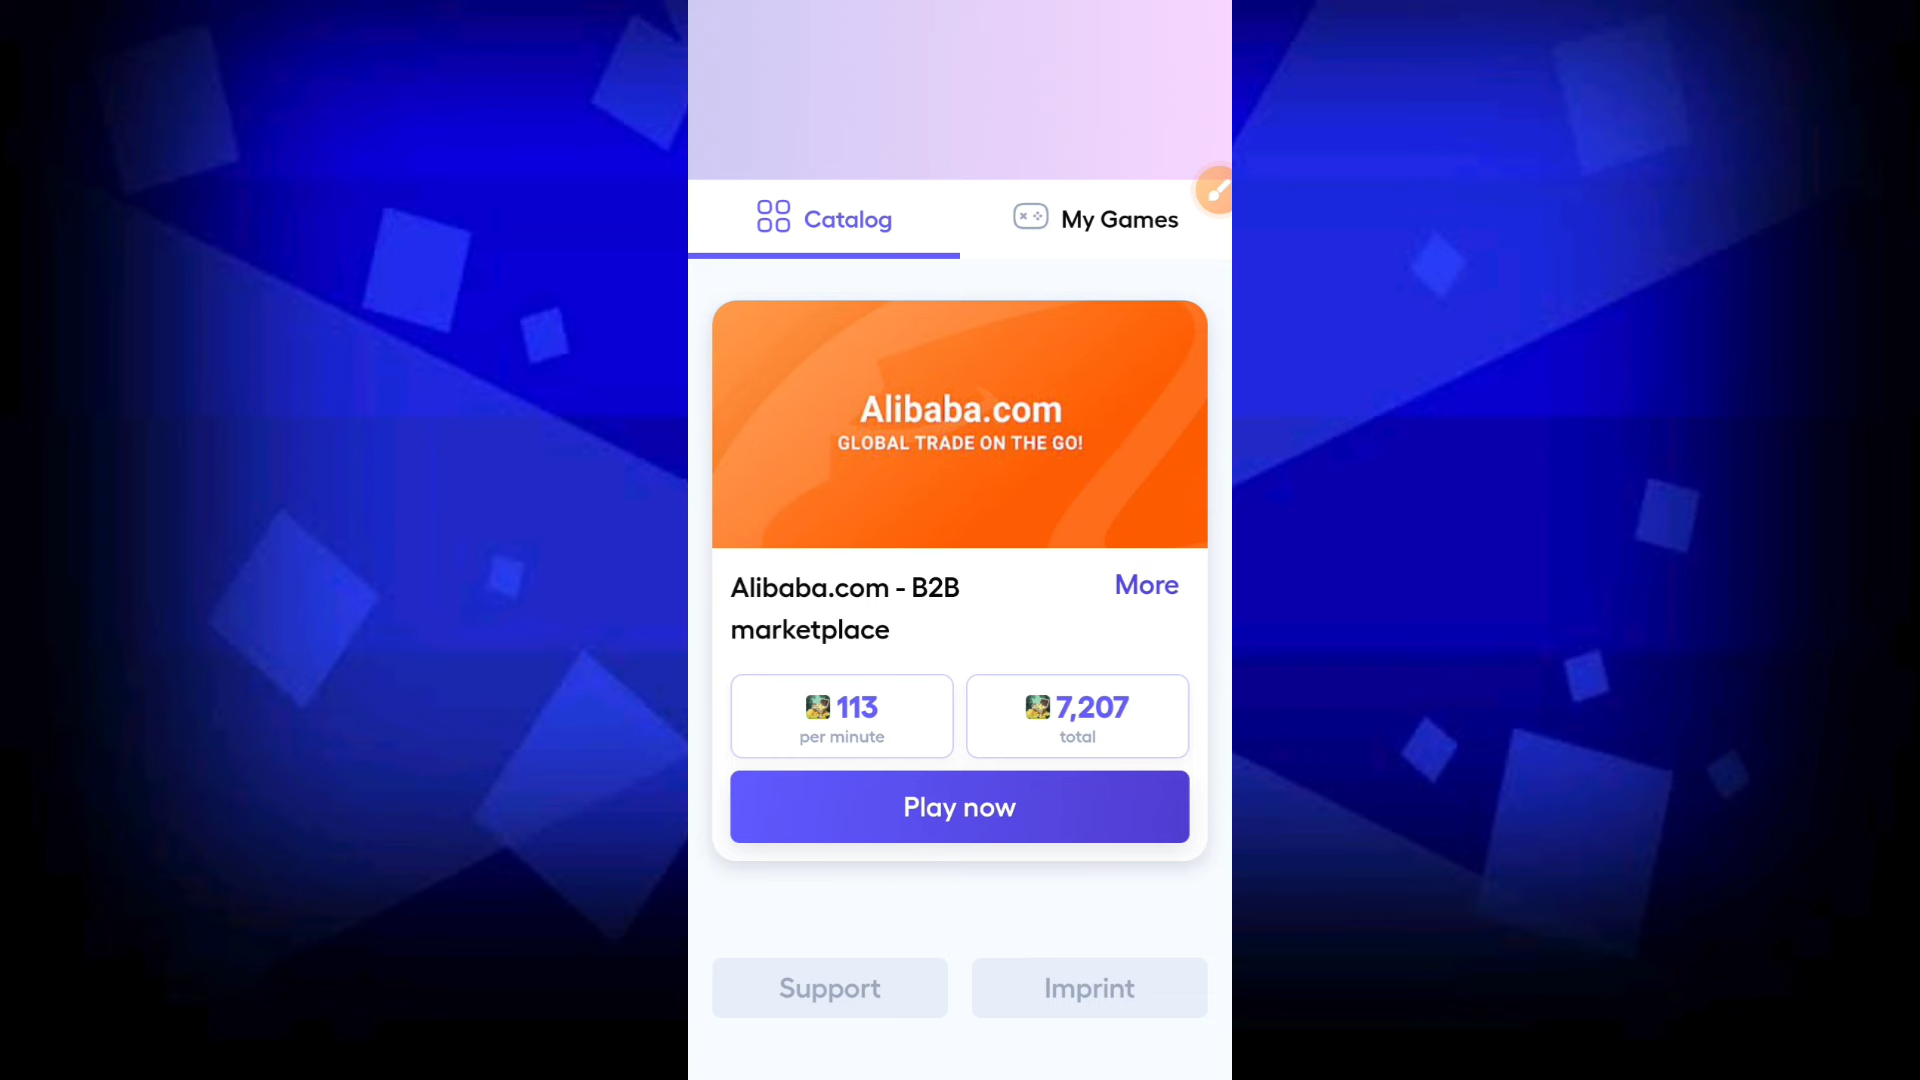 Catalog
My Games
Alibaba.com
GLOBAL TRADE ON THE GO!
Alibaba.com - B2B
marketplace
More
113
per minute
7,207
total
Play now
Support
Imprint